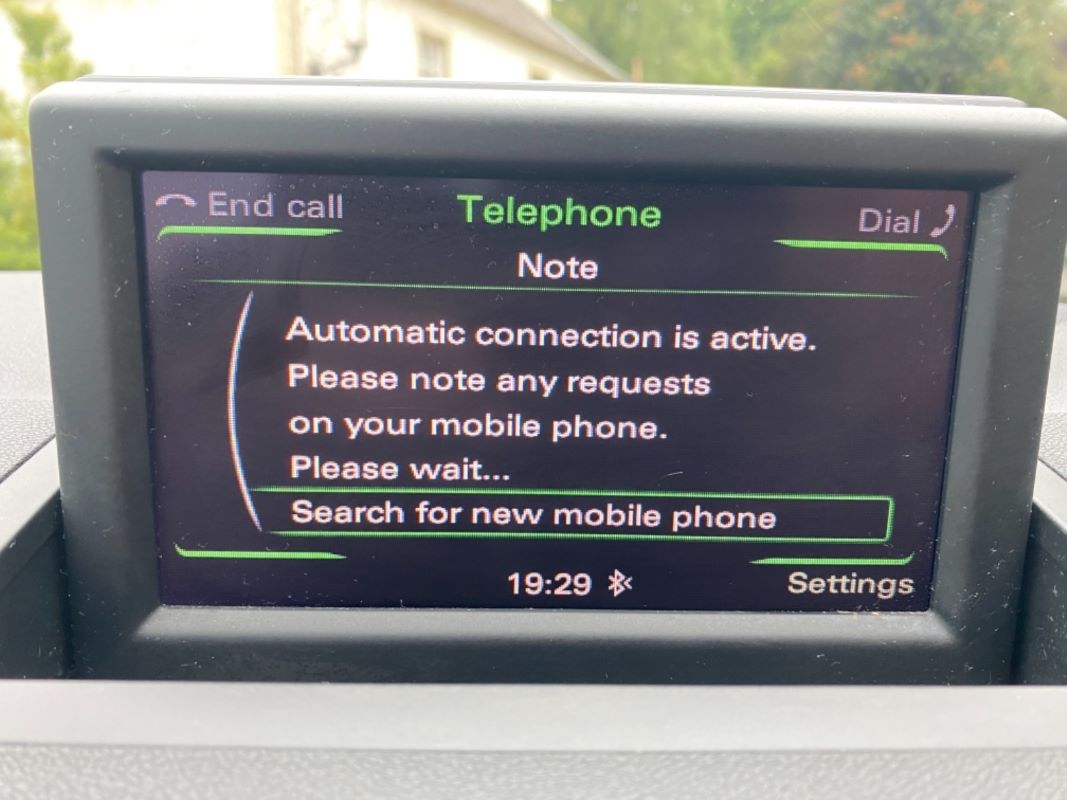 End call
Telephone
Dial
Note
Automatic connection is active.
Please note any requests
on your mobile phone.
Please wait...
Search for new mobile phone
19:29
Settings